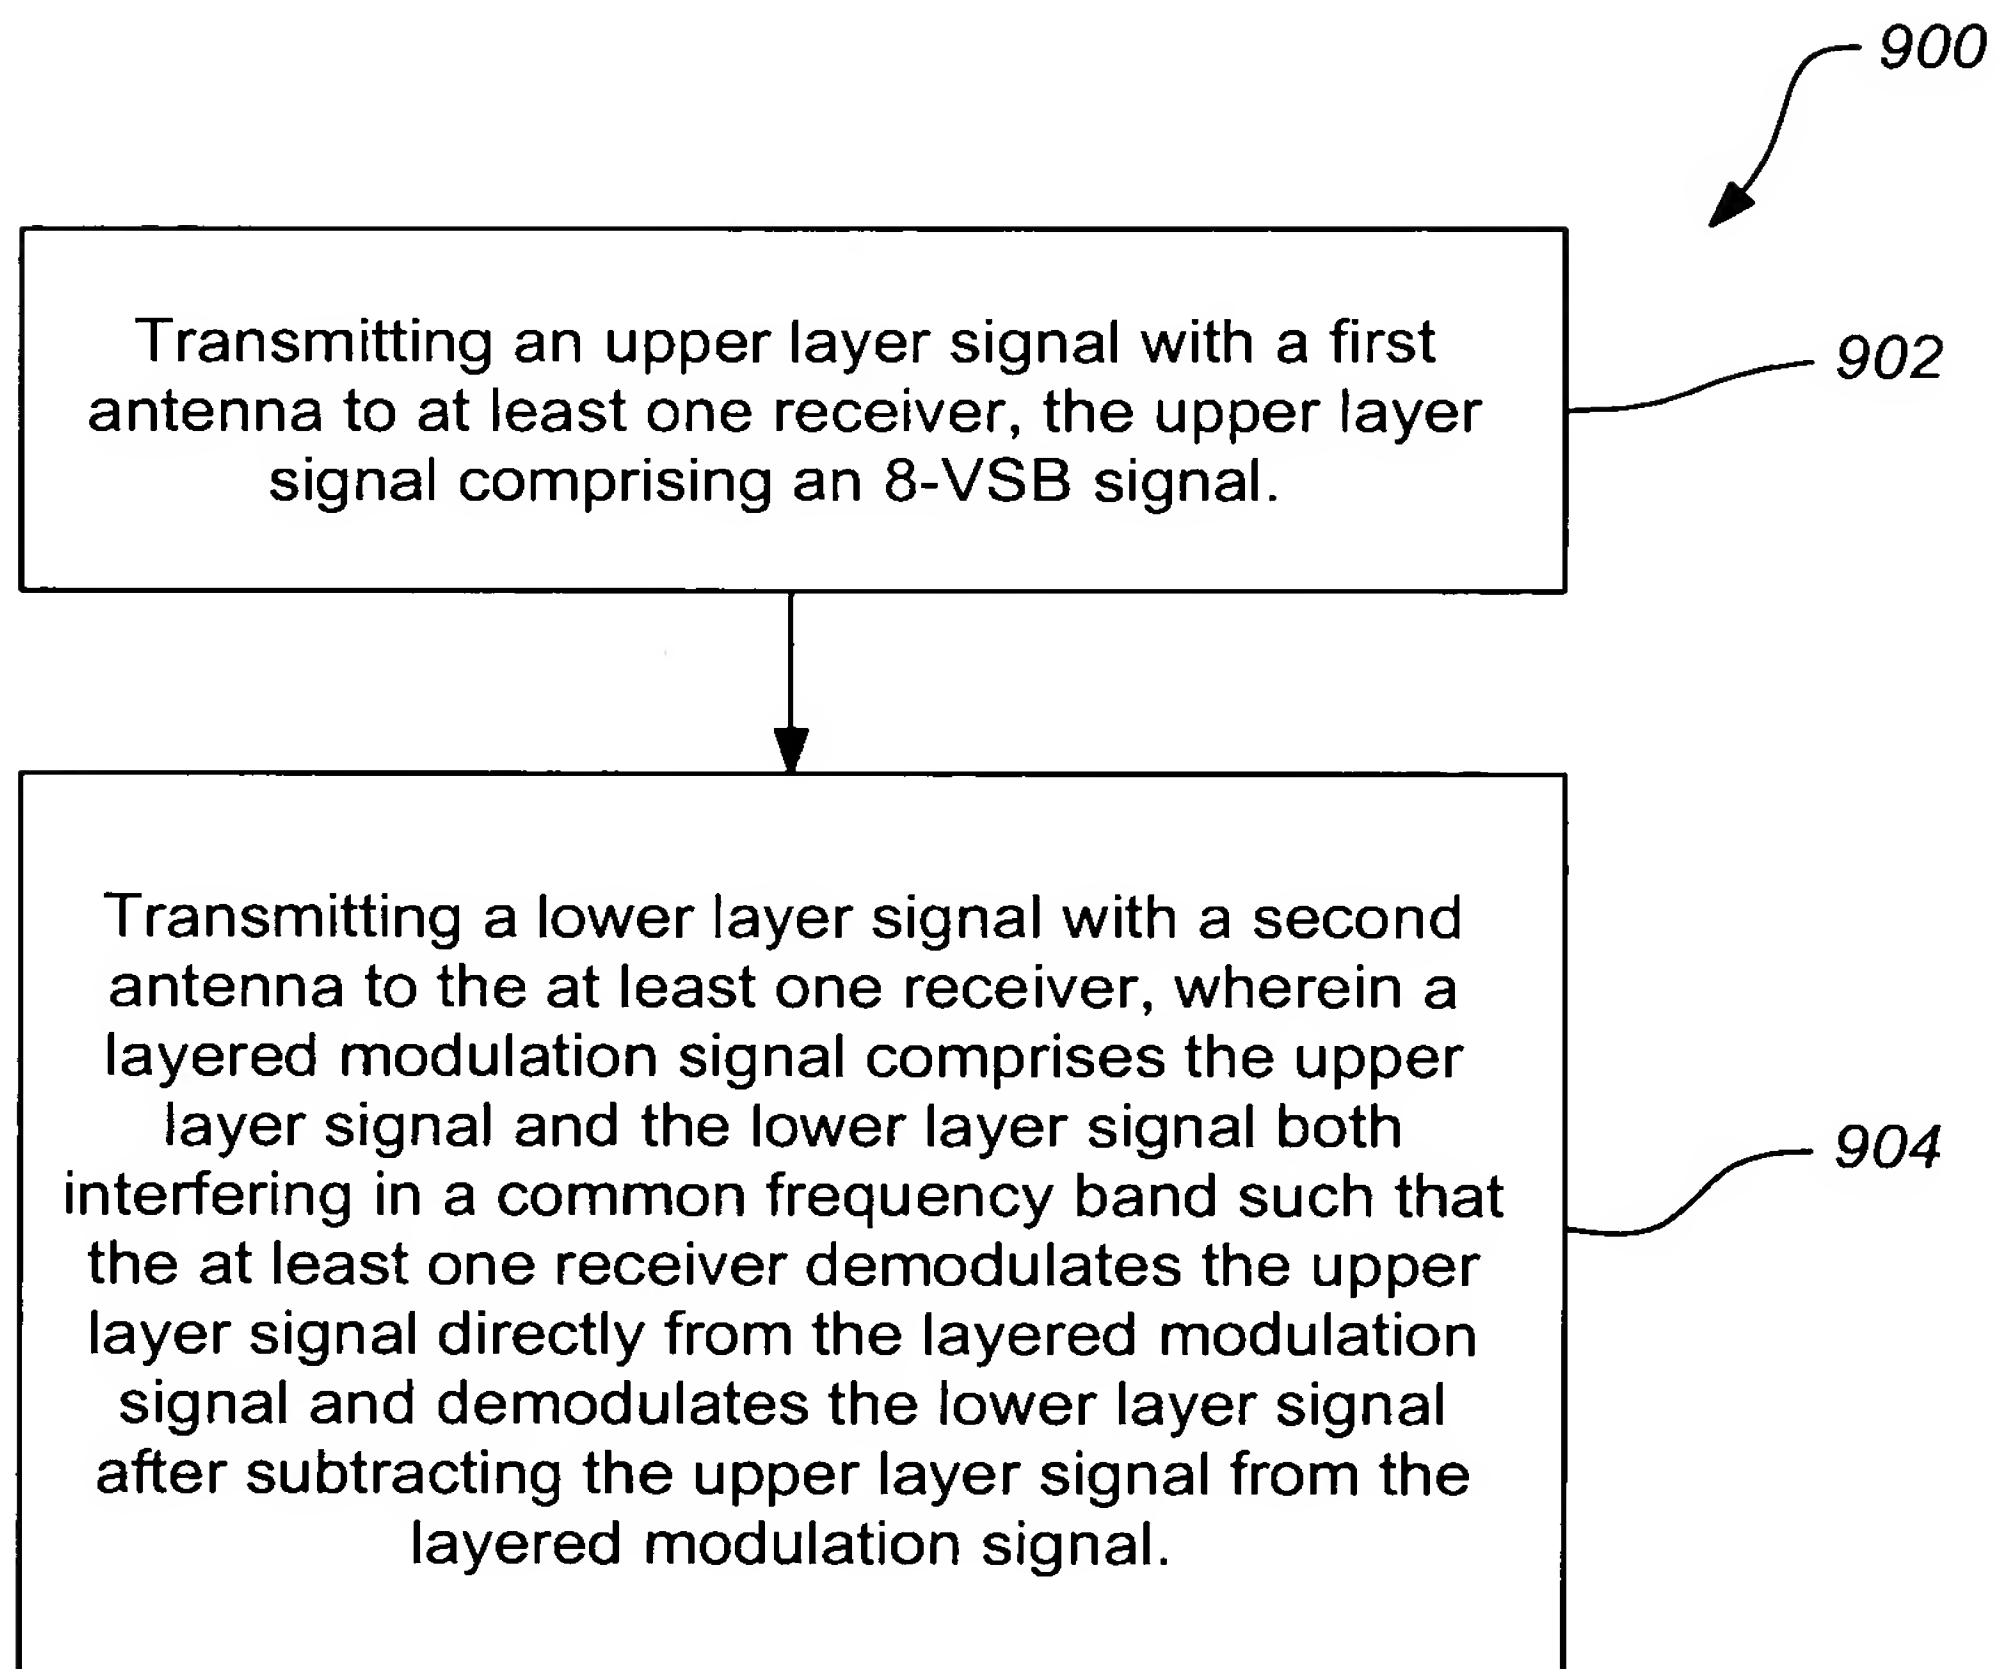 900
Transmitting an upper layer signal with a first
antenna to at least one receiver, the upper layer
signal comprising an 8-VSB signal.
902
Transmitting a lower layer signal with a second
antenna to the at least one receiver, wherein a
layered modulation signal comprises the upper
layer signal and the lower layer signal both
interfering in a common frequency band such that
the at least one receiver demodulates the upper
layer signal directly from the layered modulation
signal and demodulates the lower layer signal
after subtracting the upper layer signal from the
layered modulation signal.
904